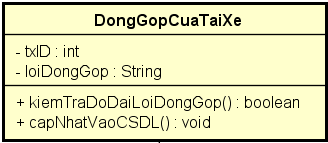 DongGopCuaTaiXe
- txID : int
- loiDongGop : String
+ kiemTraDoDaiLoiDongGop() : boolean
+ capNhatVaoCSDL() : void